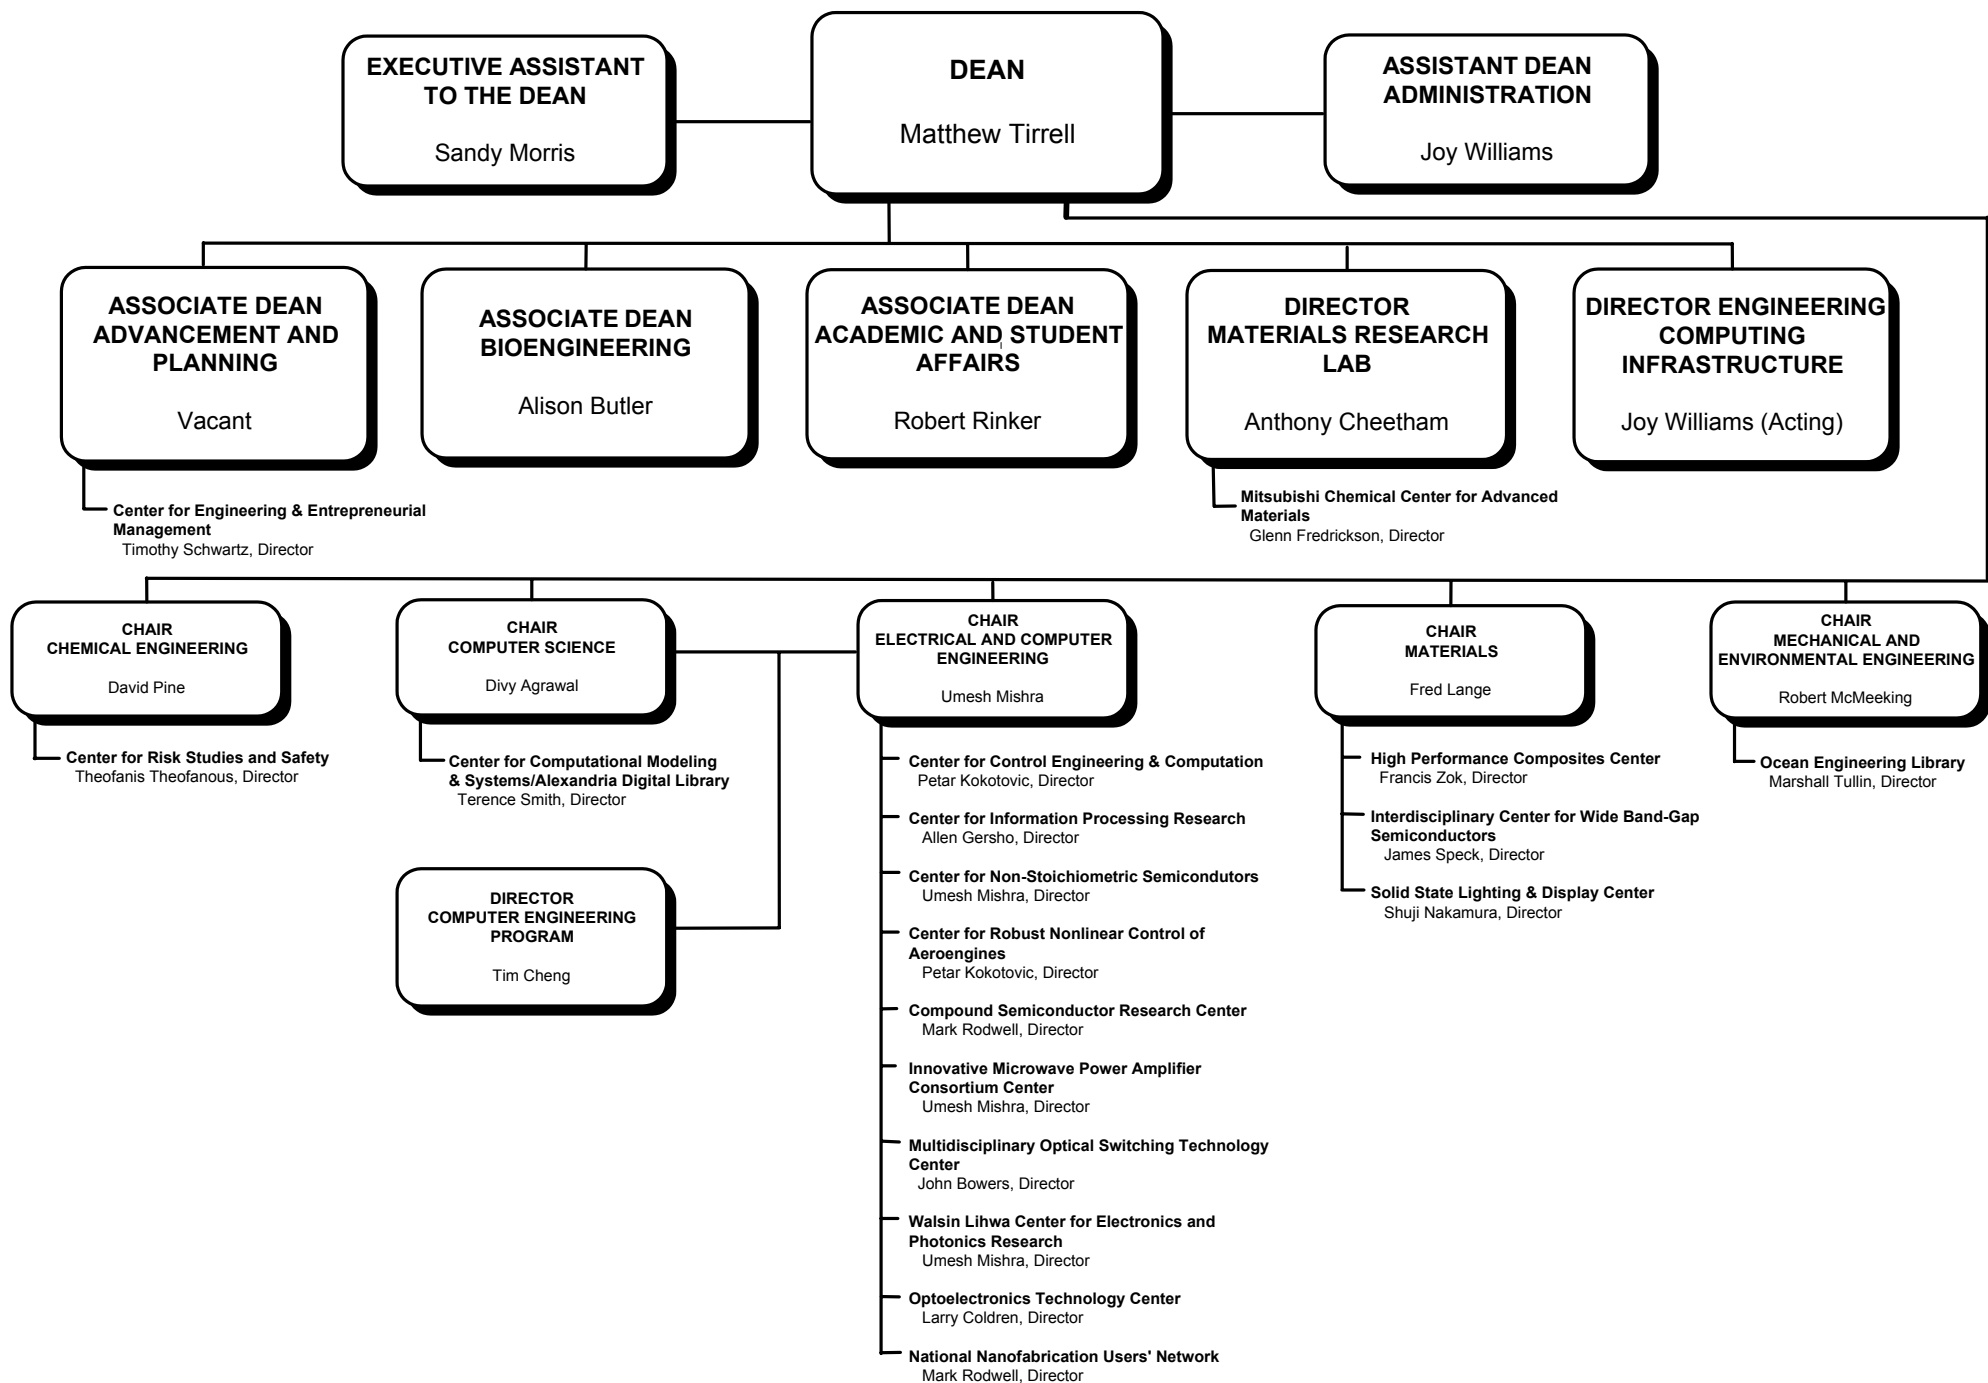 EXECUTIVE ASSISTANT
TO THE DEAN
Sandy Morris
DEAN
Matthew Tirrell
ASSISTANT DEAN
ADMINISTRATION
Joy Williams
ASSOCIATE DEAN
ADVANCEMENT AND
PLANNING
Vacant
ASSOCIATE DEAN
BIOENGINEERING
Alison Butler
ASSOCIATE DEAN
ACADEMIC AND STUDENT
AFFAIRS
Robert Rinker
DIRECTOR
MATERIALS RESEARCH
LAB
Anthony Cheetham
DIRECTOR ENGINEERING
COMPUTING
INFRASTRUCTURE
Joy Williams (Acting)
Center for Engineering & Entrepreneurial
Management
Timothy Schwartz, Director
Mitsubishi Chemical Center for Advanced
Materials
Glenn Fredrickson, Director
CHAIR
CHEMICAL ENGINEERING
David Pine
CHAIR
COMPUTER SCIENCE
Divy Agrawal
CHAIR
ELECTRICAL AND COMPUTER
ENGINEERING
Umesh Mishra
CHAIR
MATERIALS
Fred Lange
CHAIR
MECHANICAL AND
ENVIRONMENTAL ENGINEERING
Robert McMeeking
Center for Risk Studies and Safety
Theofanis Theofanous, Director
Center for Computational Modeling
& Systems/Alexandria Digital Library
Terence Smith, Director
DIRECTOR
COMPUTER ENGINEERING
PROGRAM
Tim Cheng
Center for Control Engineering & Computation
Petar Kokotovic, Director
Center for Information Processing Research
Allen Gersho, Director
Center for Non-Stoichiometric Semicondutors
Umesh Mishra, Director
Center for Robust Nonlinear Control of
Aeroengines
Petar Kokotovic, Director
Compound Semiconductor Research Center
Mark Rodwell, Director
Innovative Microwave Power Amplifier
Consortium Center
Umesh Mishra, Director
Multidisciplinary Optical Switching Technology
Center
John Bowers, Director
Walsin Lihwa Center for Electronics and
Photonics Research
Umesh Mishra, Director
Optoelectronics Technology Center
Larry Coldren, Director
National Nanofabrication Users' Network
Mark Rodwell, Director
High Performance Composites Center
Francis Zok, Director
Interdisciplinary Center for Wide Band-Gap
Semiconductors
James Speck, Director
Solid State Lighting & Display Center
Shuji Nakamura, Director
Ocean Engineering Library
Marshall Tullin, Director